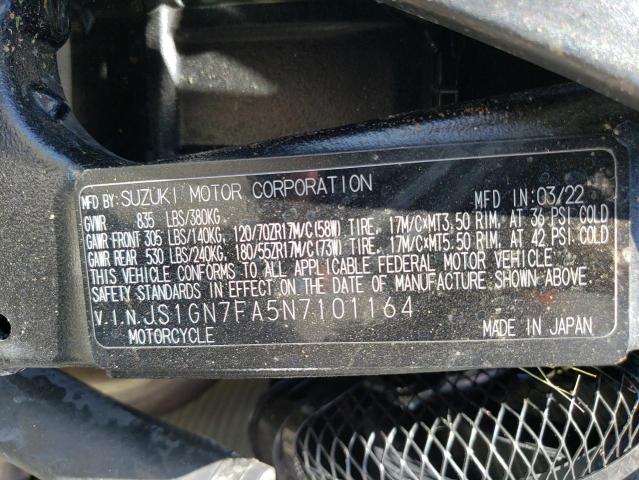 MFD BY: SUZUKI MOTOR CORPORATION MFD IN: 03/22
GVWR 835 LBS/380KG
GAWR FRONT 305 LBS/140KG, 120/70ZR17M/C(58W) TIRE, 17M/C×MT3.50 RIM, AT 36 PSI COLD
GAWR REAR 530 LBS/240KG, 180/55ZR17M/C(73W) TIRE, 17M/C×MT5.50 RIM, AT 42 PSI COLD
THIS VEHICLE CONFORMS TO ALL APPLICABLE FEDERAL MOTOR VEHICLE
SAFETY STANDARDS IN EFFECT ON THE DATE OF MANUFACTURE SHOWN ABOVE.
V.I.N. JS1GN7FA5N7101164
MOTORCYCLE MADE IN JAPAN